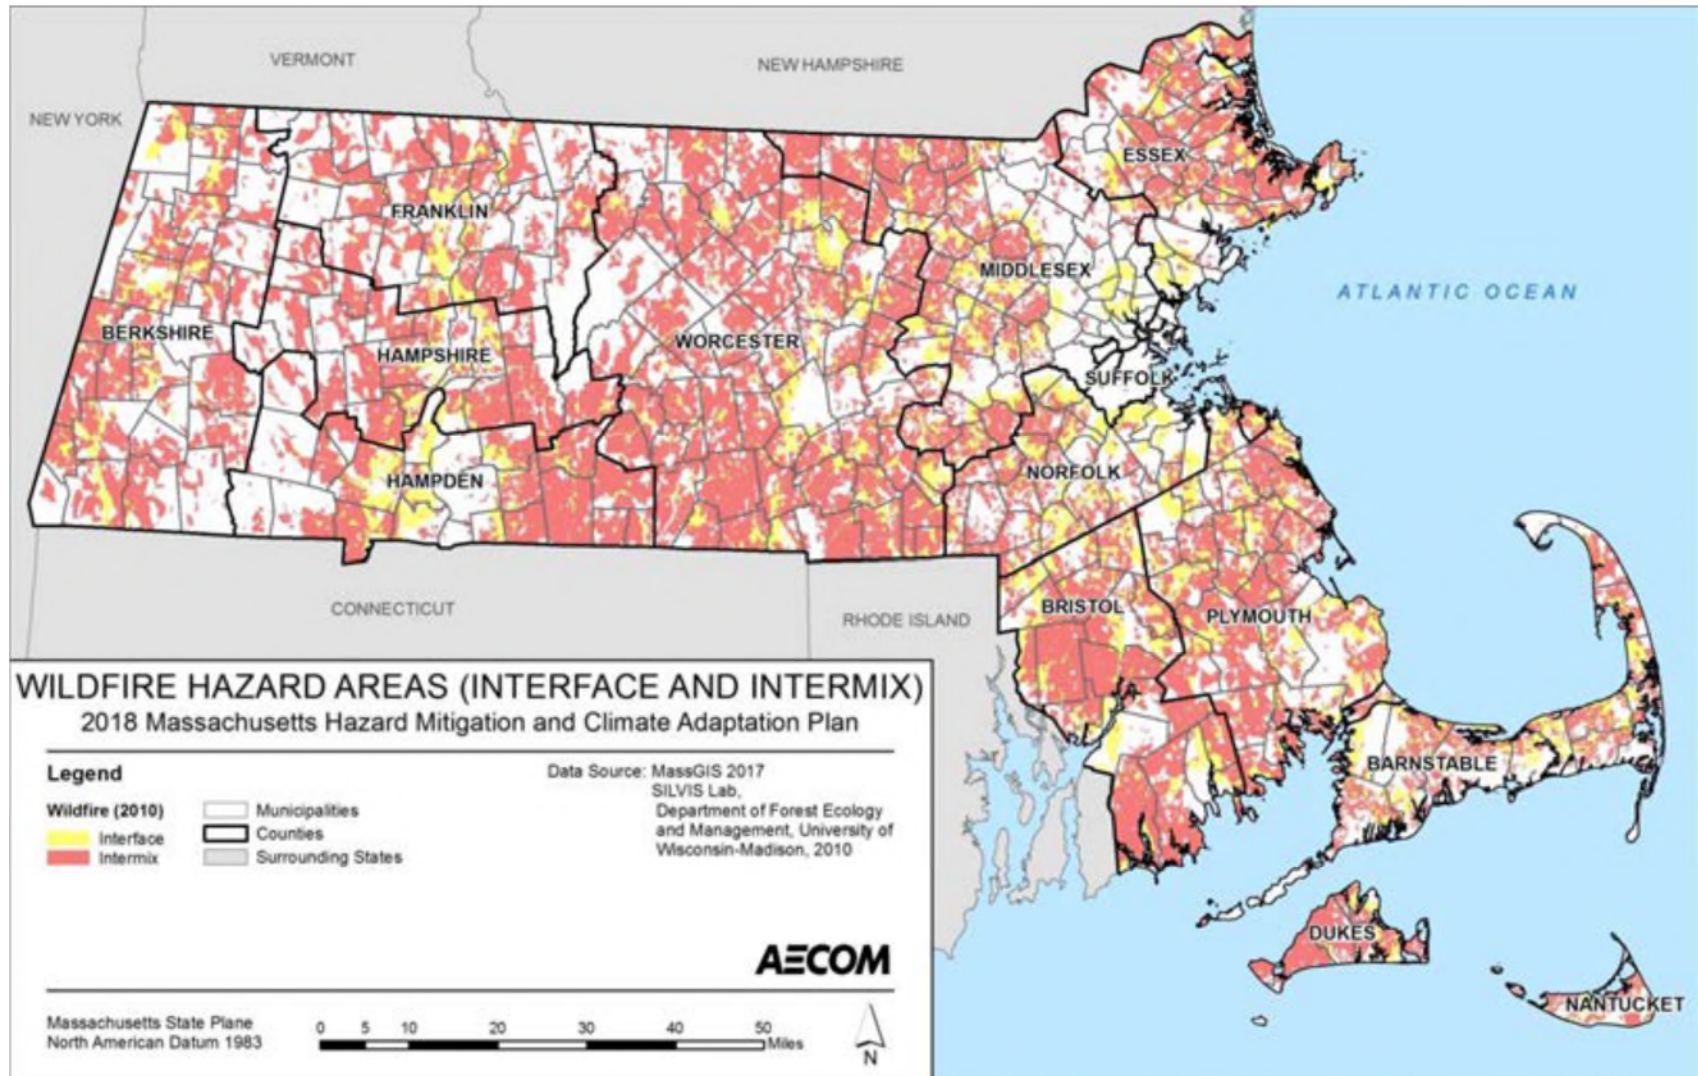 VERMONT
NEW HAMPSHIRE
NEW YORK
ESSEX
FRANKLIN
MIDDLESEX
ATLANTIC OCEAN
BERKSHIRE
HAMPSHIRE
WORCESTER
SUFFOLK
NORFOLK
HAMPDEN
CONNECTICUT
RHODE ISLAND
BRISTOL
PLYMOUTH
BARNSTABLE
DUKES
NANTUCKET
WILDFIRE HAZARD AREAS (INTERFACE AND INTERMIX)
2018 Massachusetts Hazard Mitigation and Climate Adaptation Plan
Legend
Wildfire (2010)
Interface
Intermix
Municipalities
Counties
Surrounding States
Data Source: MassGIS 2017
SILVIS Lab,
Department of Forest Ecology
and Management, University of
Wisconsin-Madison, 2010
AECOM
Massachusetts State Plane
North American Datum 1983
0 5 10 20 30 40 50
Miles
N